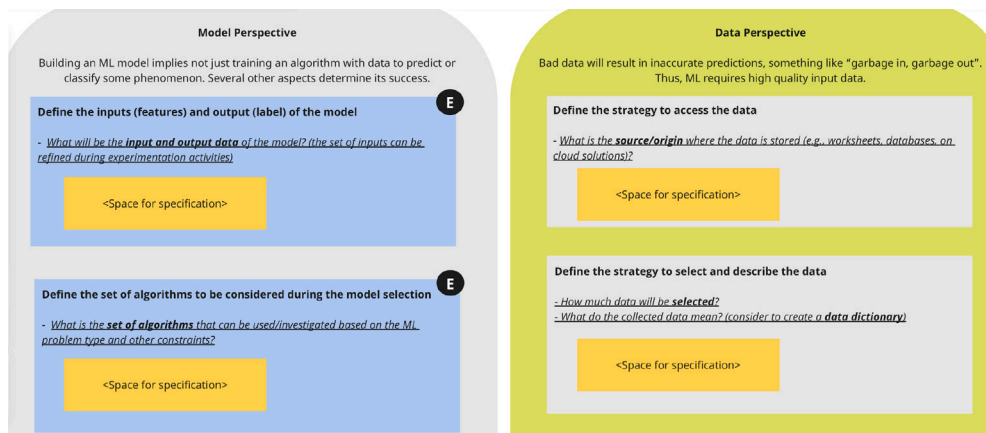 Model Perspective
Building an ML model implies not just training an algorithm with data to predict or
classify some phenomenon. Several other aspects determine its success.
E
Define the inputs (features) and output (label) of the model
- What will be the input and output data of the model? (the set of inputs can be
refined during experimentation activities)
<Space for specification>
E
Define the set of algorithms to be considered during the model selection
- What is the set of algorithms that can be used/investigated based on the ML
problem type and other constraints?
<Space for specification>
Data Perspective
Bad data will result in inaccurate predictions, something like “garbage in, garbage out”.
Thus, ML requires high quality input data.
Define the strategy to access the data
- What is the source/origin where the data is stored (e.g., worksheets, databases, on
cloud solutions)?
<Space for specification>
Define the strategy to select and describe the data
- How much data will be selected?
- What do the collected data mean? (consider to create a data dictionary)
<Space for specification>